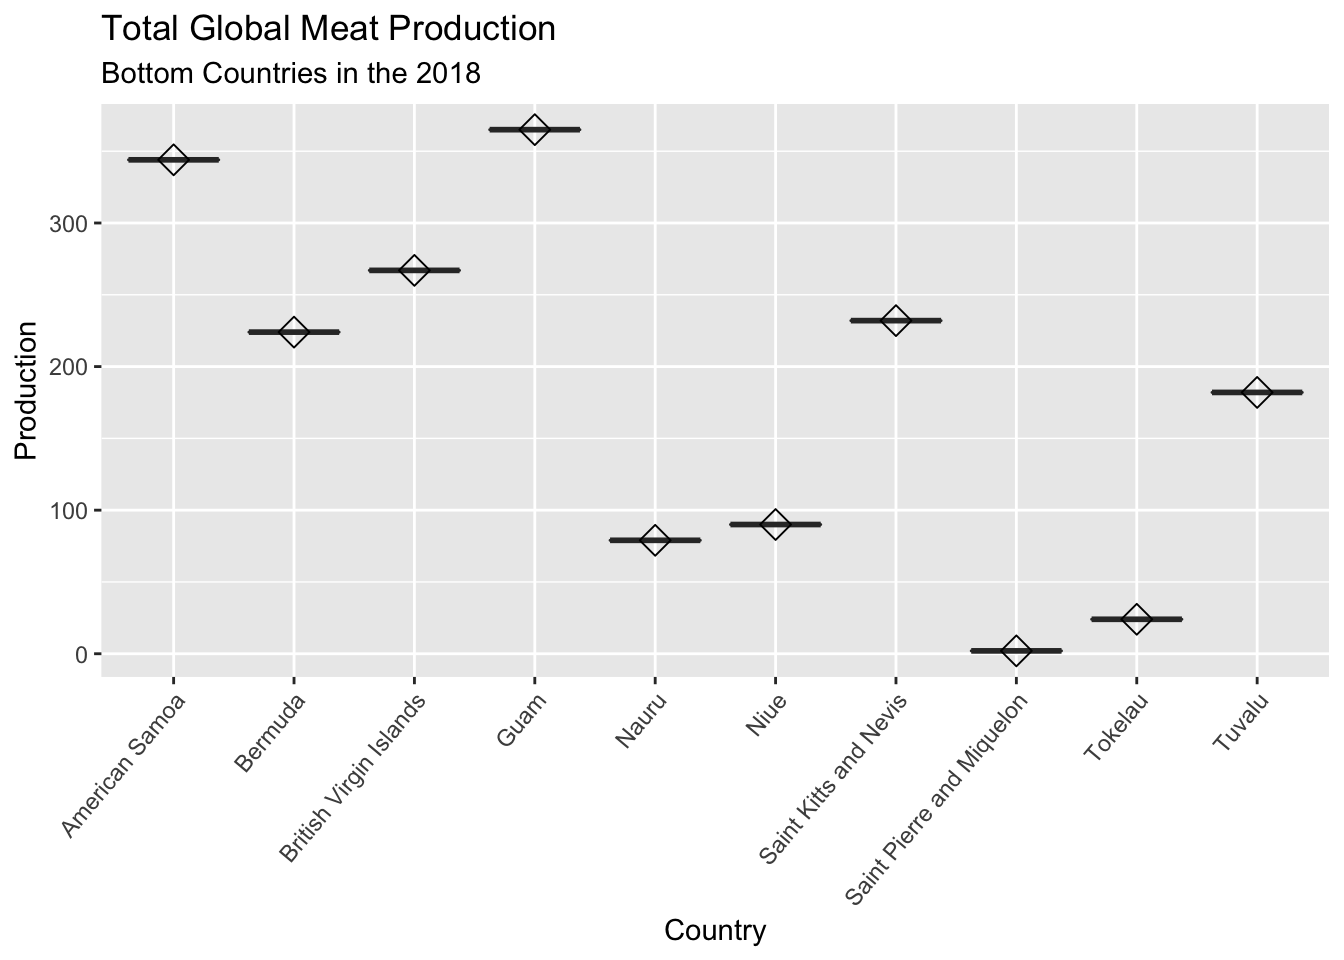 Total Global Meat Production
Bottom Countries in the 2018
Production
300
200
100
0
American Samoa
Bermuda
British Virgin Islands
Guam
Nauru
Niue
Saint Kitts and Nevis
Saint Pierre and Miquelon
Tokelau
Tuvalu
Country